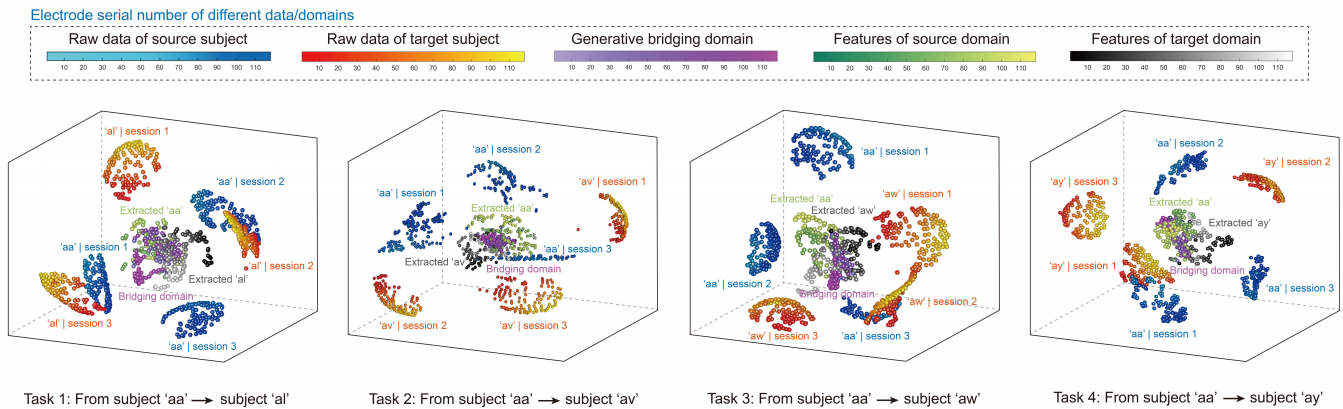 Electrode serial number of different data/domains
Raw data of source subject
Raw data of target subject
Generative bridging domain
Features of source domain
Features of target domain
10 20 30 40 50 60 70 80 90 100 110
10 20 30 40 50 60 70 80 90 100 110
10 20 30 40 50 60 70 80 90 100 110
10 20 30 40 50 60 70 80 90 100 110
10 20 30 40 50 60 70 80 90 100 110
'al' | session 1
'aa' | session 2
Extracted 'aa'
'aa' | session 1
'al' | session 2
Extracted 'al'
Bridging domain
'al' | session 3
'aa' | session 3
'aa' | session 2
'av' | session 1
'aa' | session 1
Extracted 'aa'
'aa' | session 3
Extracted 'av'
Bridging domain
'av' | session 2
'av' | session 3
'aa' | session 1
'aw' | session 1
Extracted 'aa'
Extracted 'aw'
'aa' | session 2
Bridging domain
'aw' | session 2
'aw' | session 3
'aa' | session 3
'aa' | session 2
'ay' | session 2
'ay' | session 3
Extracted 'aa'
Extracted 'ay'
'ay' | session 1
Bridging domain
'aa' | session 3
'aa' | session 1
Task 1: From subject 'aa' → subject 'al'
Task 2: From subject 'aa' → subject 'av'
Task 3: From subject 'aa' → subject 'aw'
Task 4: From subject 'aa' → subject 'ay'